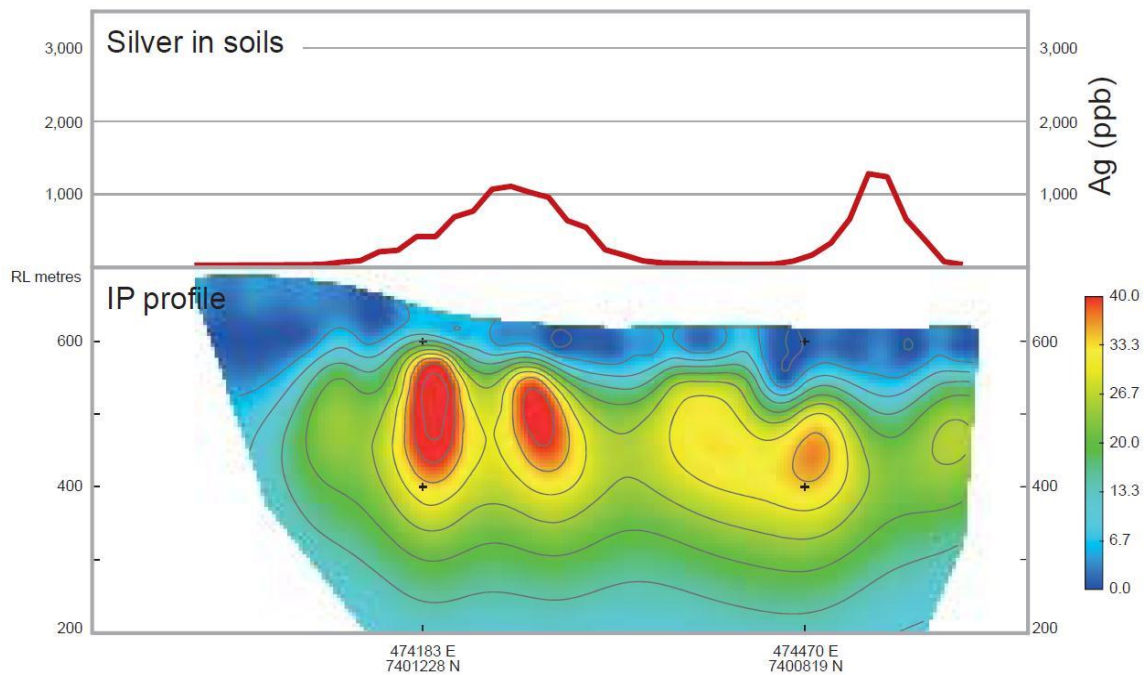 Silver in soils
3,000
2,000
1,000
3,000
2,000
1,000
Ag (ppb)
RL metres
IP profile
600
400
200
600
400
200
40.0
33.3
26.7
20.0
13.3
6.7
0.0
474183 E
7401228 N
474470 E
7400819 N